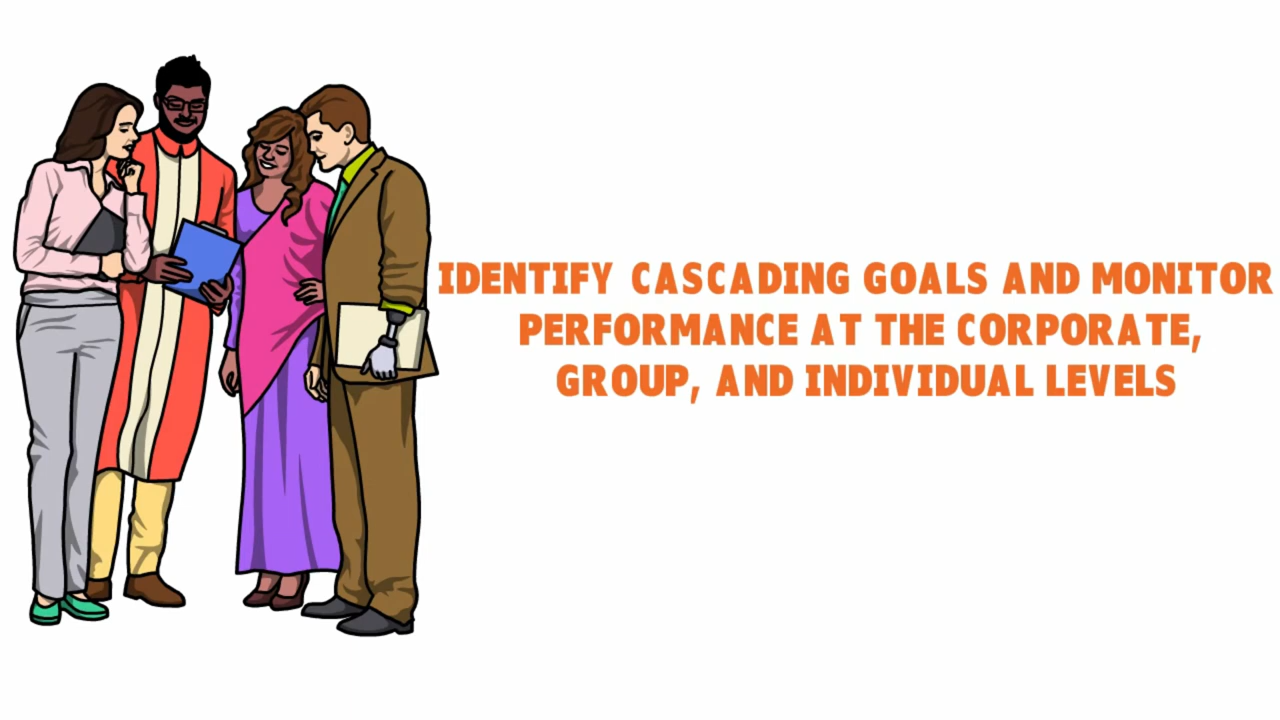 IDENTIFY CASCADING GOALS AND MONITOR
PERFORMANCE AT THE CORPORATE,
GROUP, AND INDIVIDUAL LEVELS